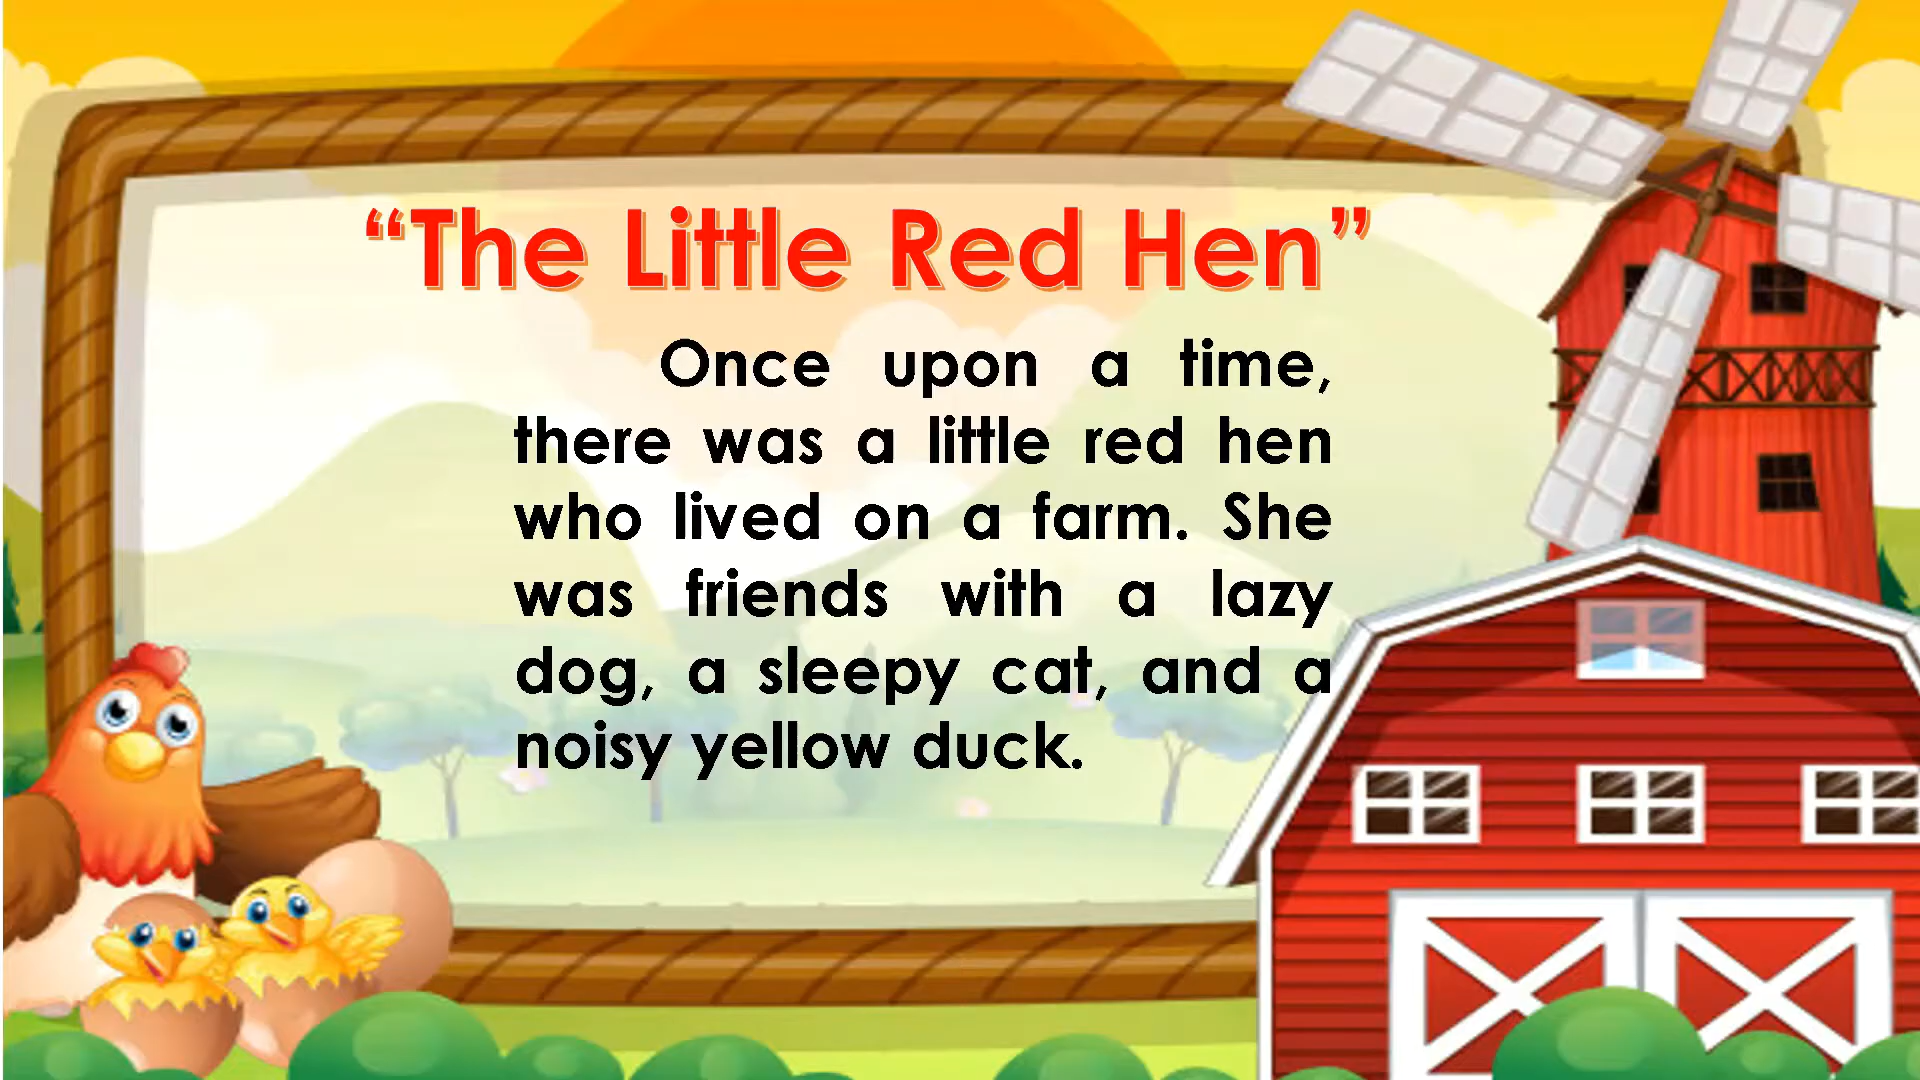 “The Little Red Hen”
Once upon a time,
there was a little red hen
who lived on a farm. She
was friends with a lazy
dog, a sleepy cat, and a
noisy yellow duck.